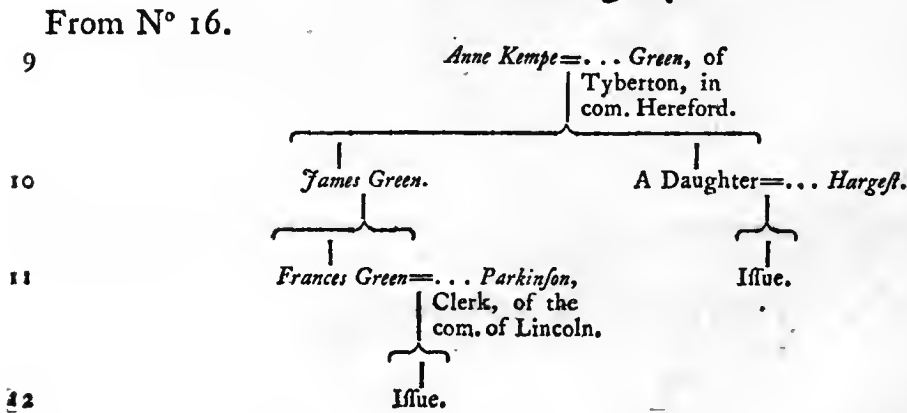 From Nº 16.
9 Anne Kempe=... Green, of
Tyberton, in
com. Hereford.
10 James Green. A Daughter=... Hargeſt.
11 Frances Green=... Parkinſon, Iſſue.
Clerk, of the
com. of Lincoln.
12 Iſſue.